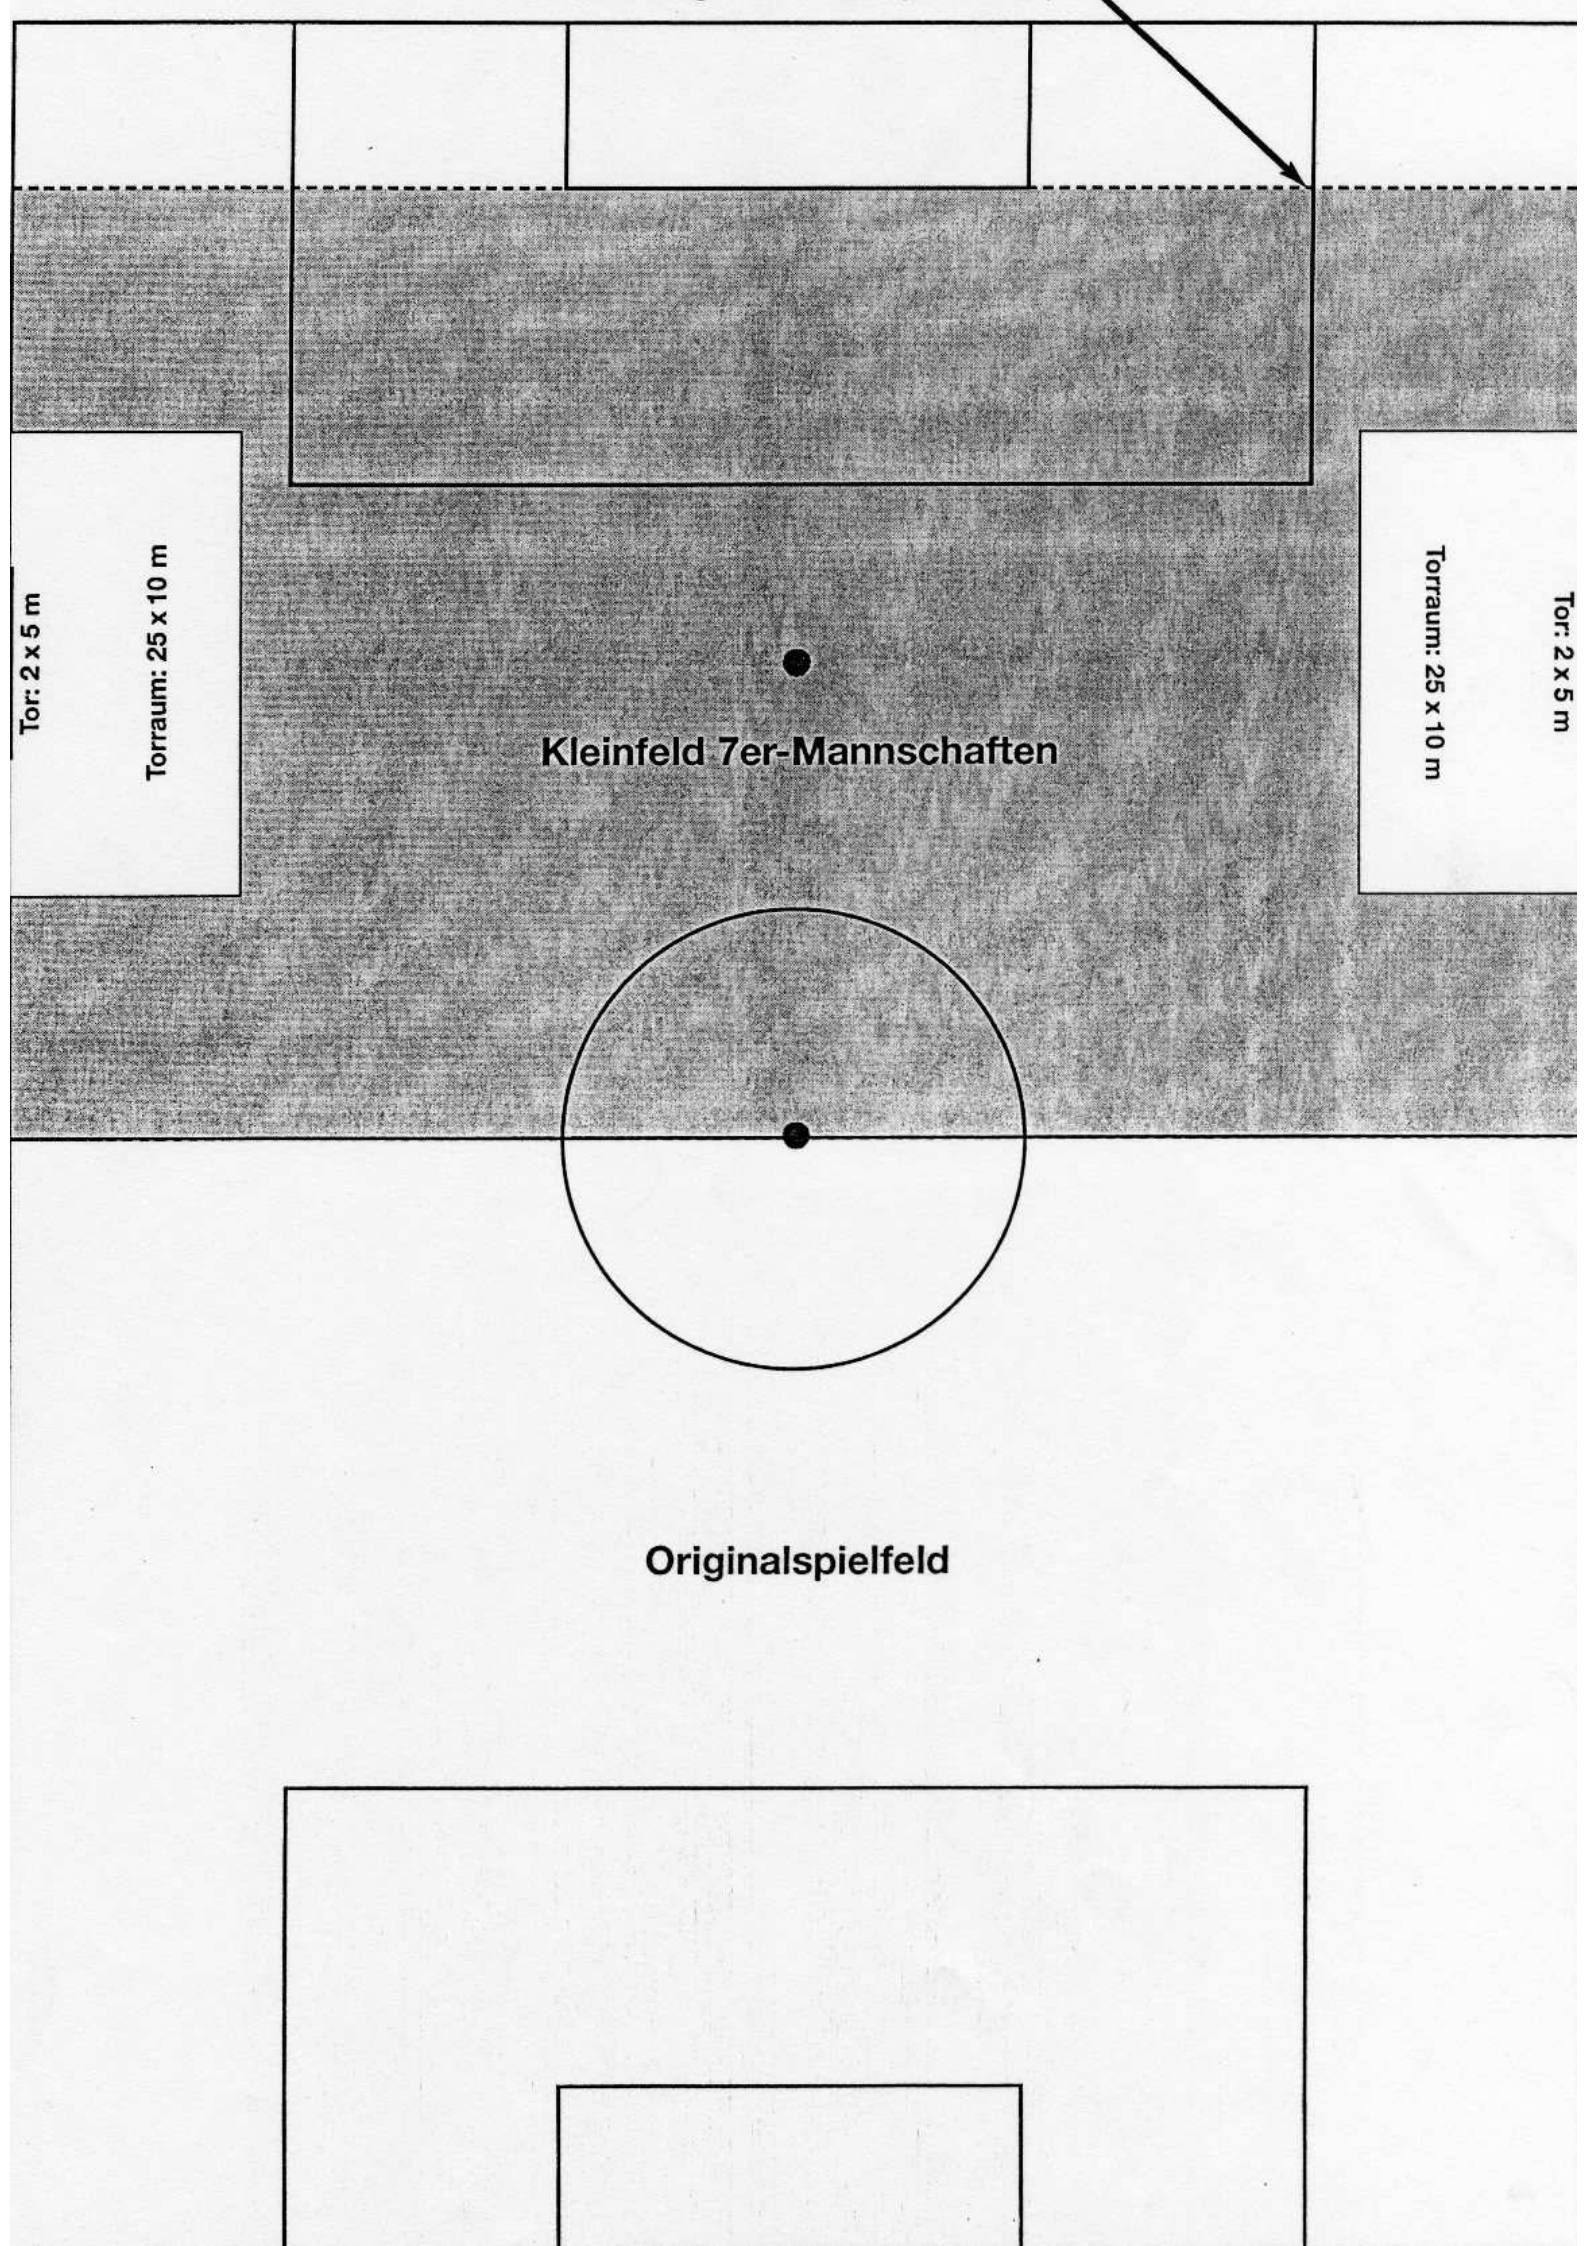 Tor: 2 x 5 m
Torraum: 25 x 10 m
Torraum: 25 x 10 m
Tor: 2 x 5 m
Kleinfeld 7er-Mannschaften
Originalspielfeld